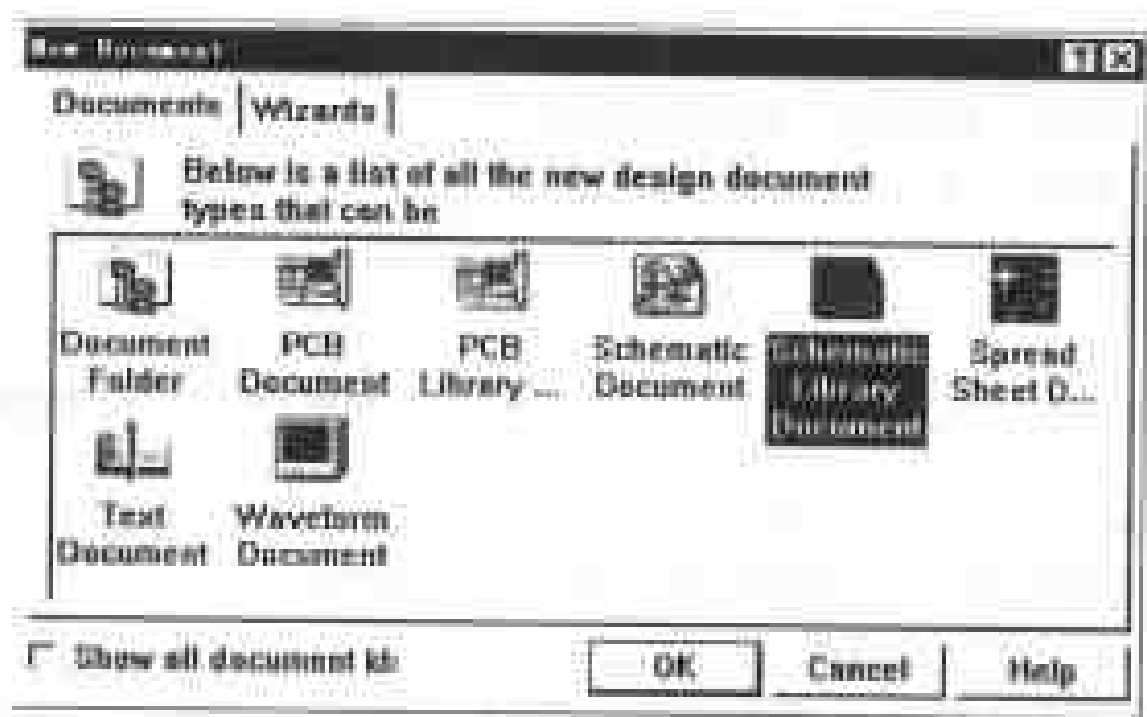 New Document
Documents
Wizards
Below is a list of all the new design document
types that can be
Document
Folder
PCB
Document
PCB
Library ...
Schematic
Document
Schematic
Library
Document
Spread
Sheet D...
Text
Document
Waveform
Document
Show all documnt ki
OK
Cancel
Help